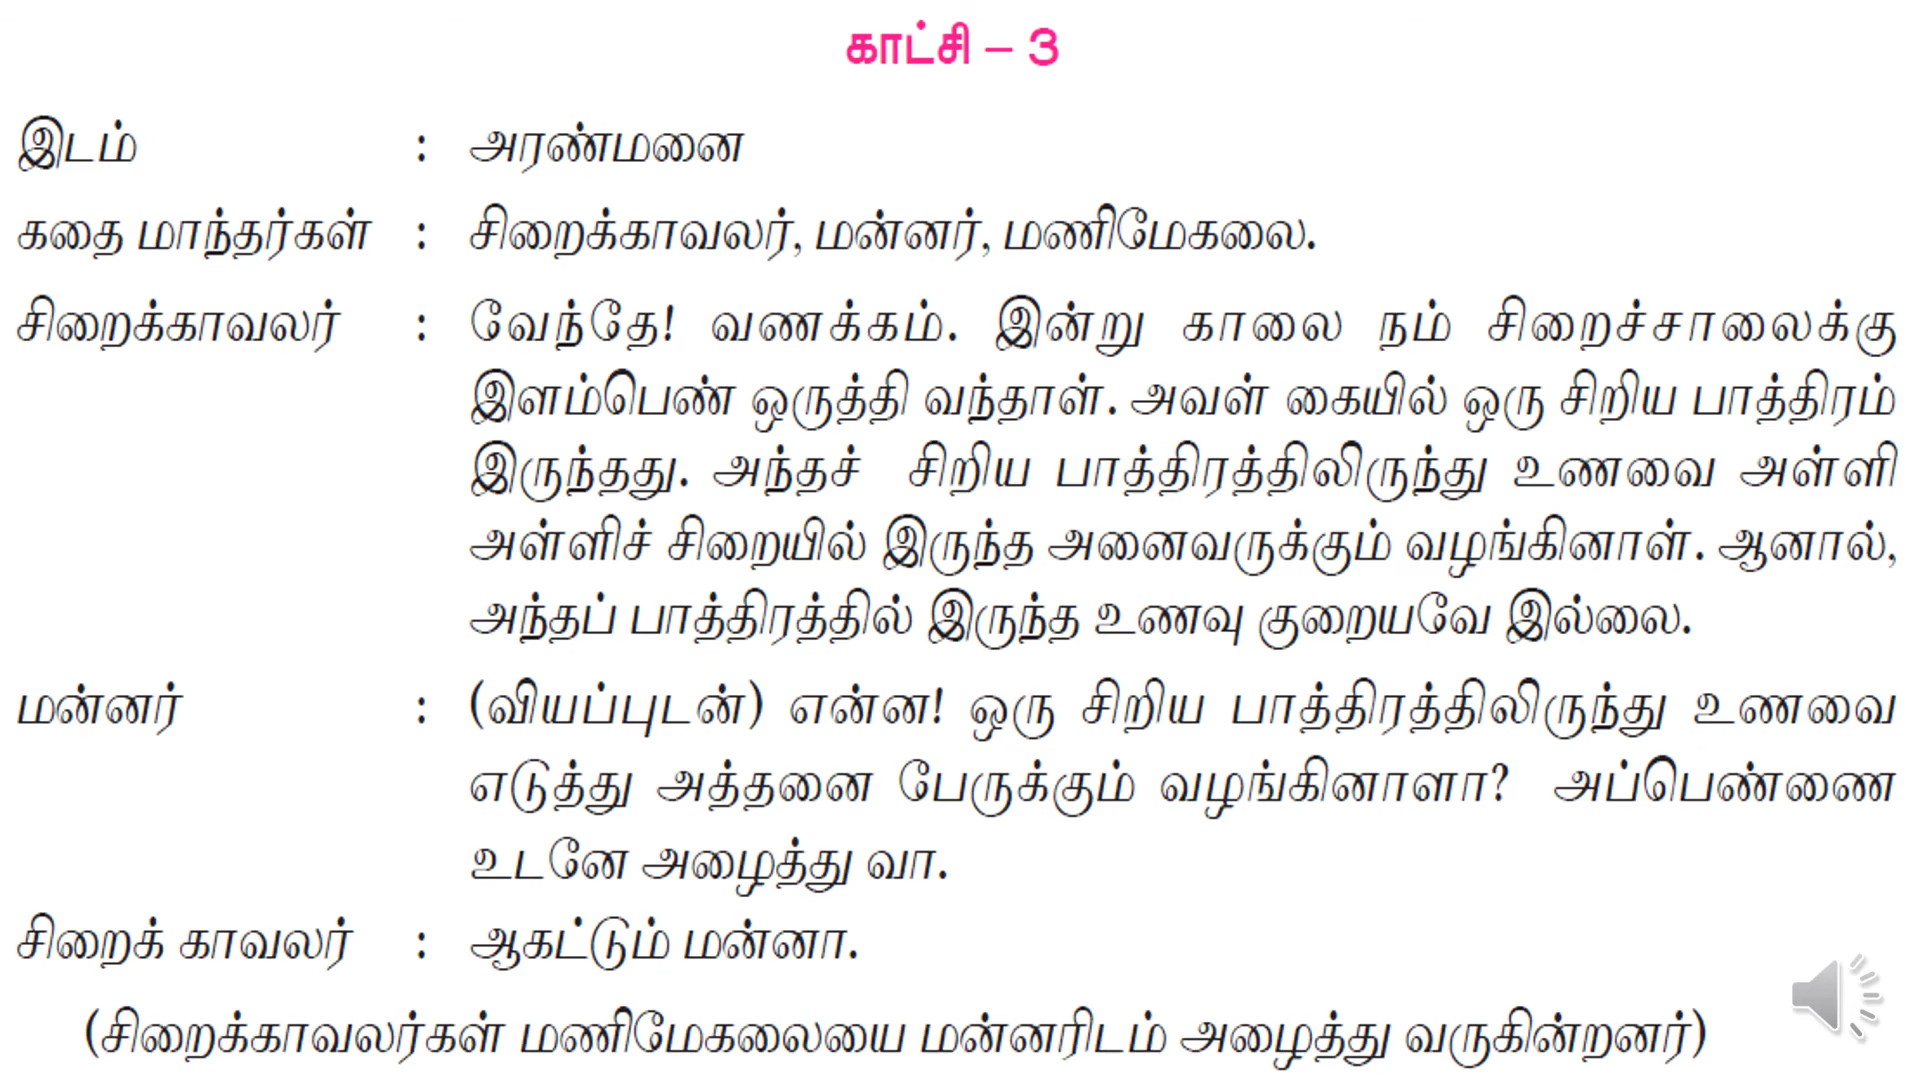 காட்சி – 3
இடம் : அரண்மனை
கதை மாந்தர்கள் : சிறைக்காவலர், மன்னர், மணிமேகலை.
சிறைக்காவலர் : வேந்தே! வணக்கம். இன்று காலை நம் சிறைச்சாலைக்கு
இளம்பெண் ஒருத்தி வந்தாள். அவள் கையில் ஒரு சிறிய பாத்திரம்
இருந்தது. அந்தச் சிறிய பாத்திரத்திலிருந்து உணவை அள்ளி
அள்ளிச் சிறையில் இருந்த அனைவருக்கும் வழங்கினாள். ஆனால்,
அந்தப் பாத்திரத்தில் இருந்த உணவு குறையவே இல்லை.
மன்னர் : (வியப்புடன்) என்ன! ஒரு சிறிய பாத்திரத்திலிருந்து உணவை
எடுத்து அத்தனை பேருக்கும் வழங்கினாளா? அப்பெண்ணை
உடனே அழைத்து வா.
சிறைக் காவலர் : ஆகட்டும் மன்னா.
(சிறைக்காவலர்கள் மணிமேகலையை மன்னரிடம் அழைத்து வருகின்றனர்)